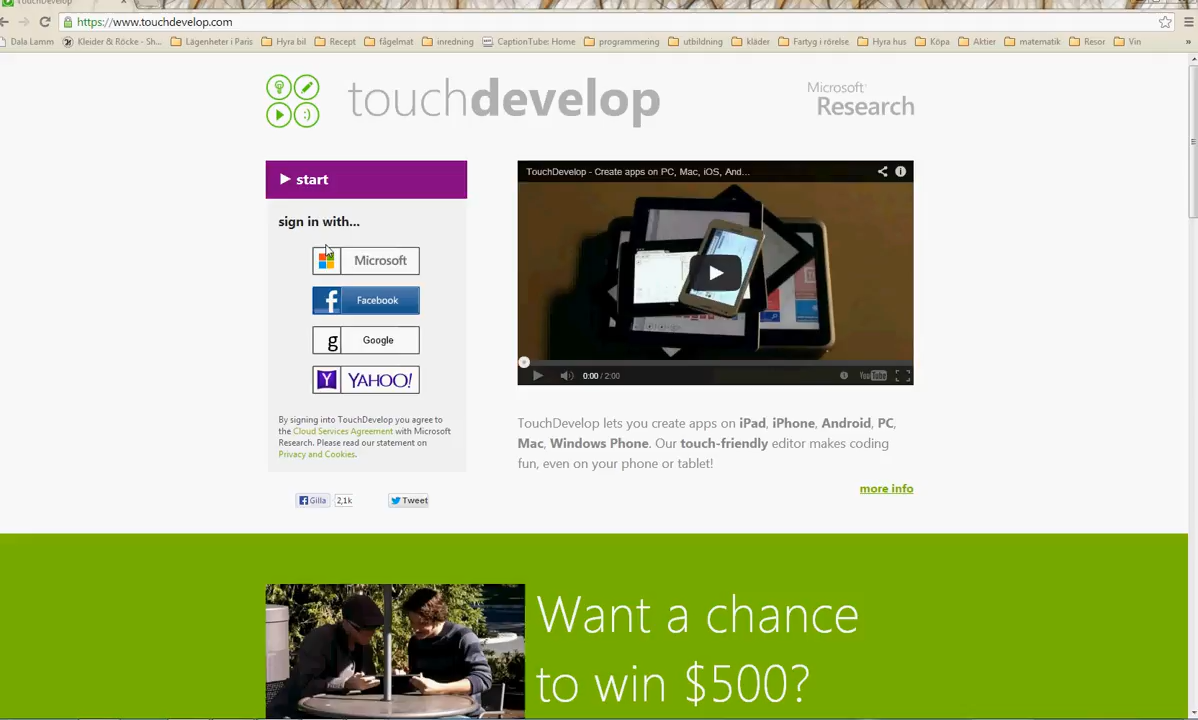 TouchDevelop
https://www.touchdevelop.com
Dala Lamm Kleider & Röcke - Sh... Lägenheter i Paris Hyra bil Recept fågelmat inredning CaptionTube: Home programmering utbildning kläder Fartyg i rörelse Hyra hus Köpa Aktier matematik Resor Vin »
touchdevelop
Microsoft
Research
start
sign in with...
Microsoft
Facebook
Google
YAHOO!
By signing into TouchDevelop you agree to
the Cloud Services Agreement with Microsoft
Research. Please read our statement on
Privacy and Cookies.
Gilla 2,1k Tweet
TouchDevelop - Create apps on PC, Mac, iOS, And...
0:00 / 2:00
YouTube
TouchDevelop lets you create apps on iPad, iPhone, Android, PC,
Mac, Windows Phone. Our touch-friendly editor makes coding
fun, even on your phone or tablet!
more info
Want a chance
to win $500?